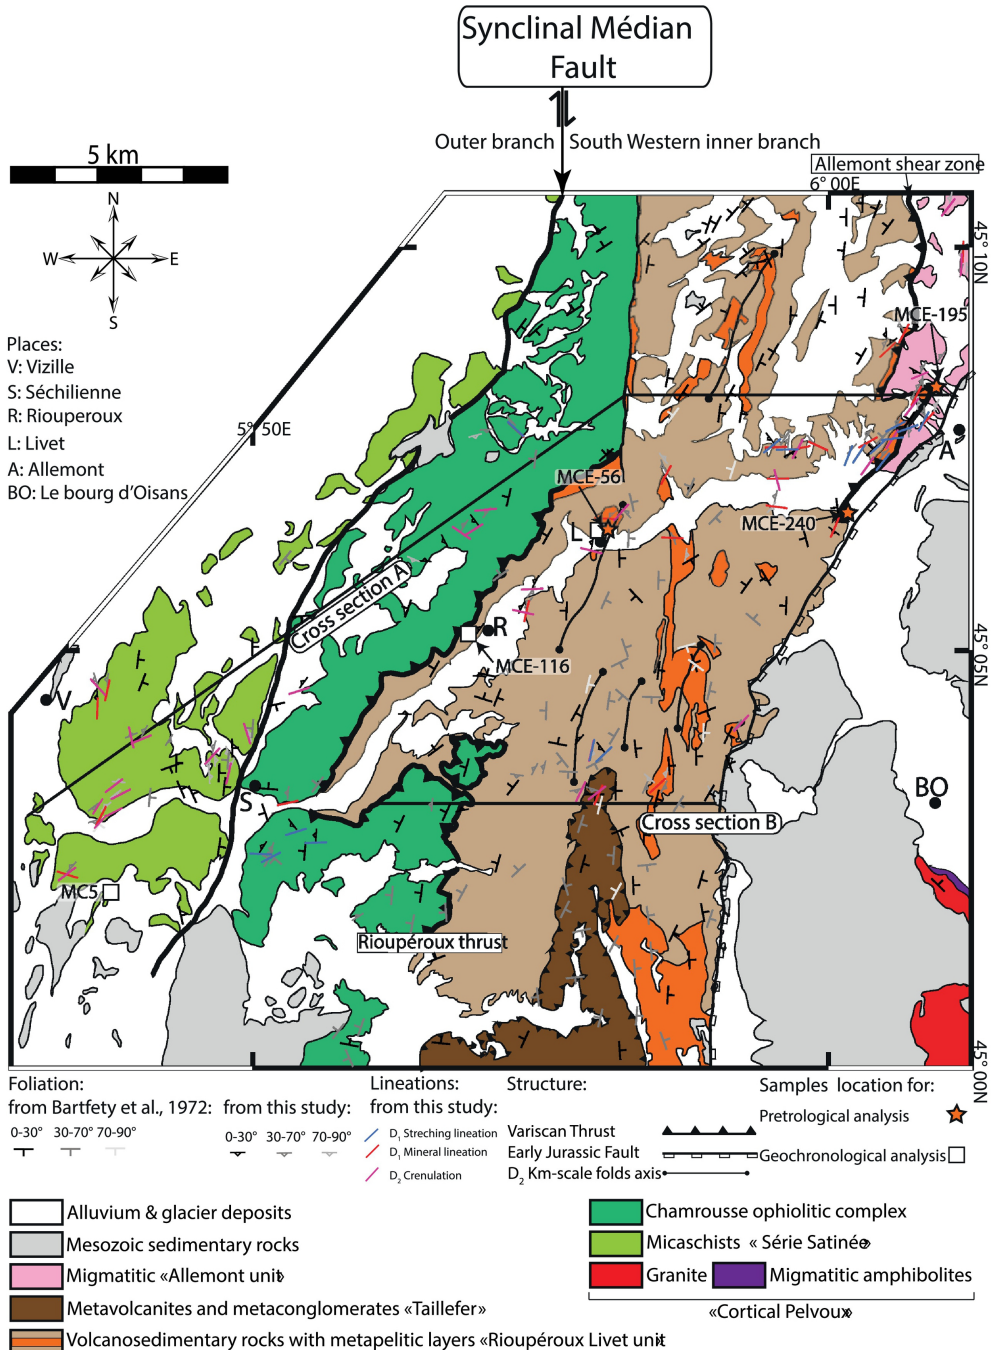 Synclinal Médian
Fault
Outer branch
South Western inner branch
Allemont shear zone
5 km
6° 00E
N
W
E
S
45° 10N
MCE-195
Places:
V: Vizille
S: Séchilienne
R: Riouperoux
L: Livet
A: Allemont
BO: Le bourg d'Oisans
5° 50E
A
MCE-56
L
MCE-240
Cross section A
R
MCE-116
45° 05N
V
S
BO
Cross section B
MC5
Rioupéroux thrust
45° 00N
Foliation:
from Bartfety et al., 1972:
0-30° 30-70° 70-90°
from this study:
0-30° 30-70° 70-90°
Lineations:
from this study:
D1 Streching lineation
D1 Mineral lineation
D2 Crenulation
Structure:
Variscan Thrust
Early Jurassic Fault
D2 Km-scale folds axis
Samples location for:
Pretrological analysis
Geochronological analysis
Alluvium & glacier deposits
Mesozoic sedimentary rocks
Migmatitic «Allemont unit»
Metavolcanites and metaconglomerates «Taillefer»
Volcanosedimentary rocks with metapelitic layers «Rioupéroux Livet unit»
Chamrousse ophiolitic complex
Micaschists « Série Satinée»
Granite
Migmatitic amphibolites
«Cortical Pelvoux»